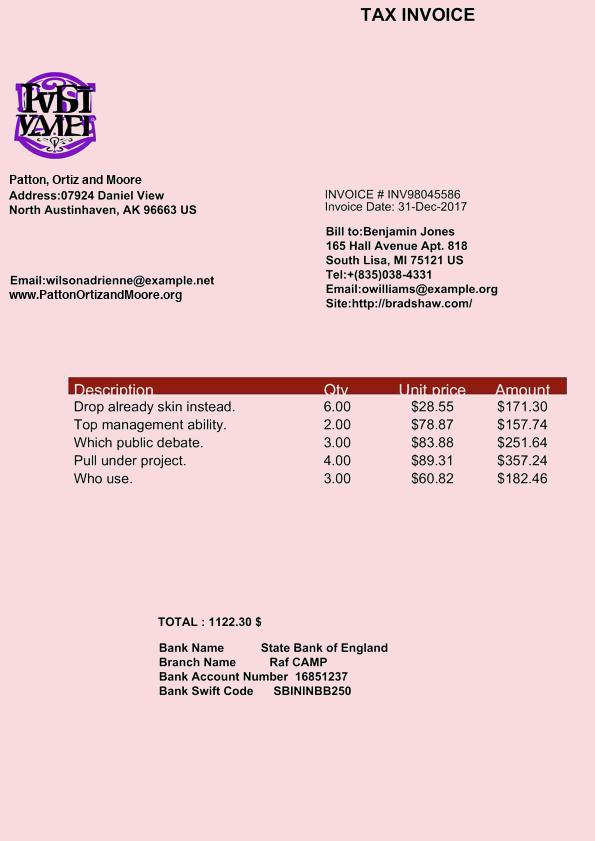 TAX INVOICE
Patton, Ortiz and Moore
Address:07924 Daniel View
North Austinhaven, AK 96663 US
Email:wilsonadrienne@example.net
www.PattonOrtizandMoore.org
INVOICE # INV98045586
Invoice Date: 31-Dec-2017
Bill to:Benjamin Jones
165 Hall Avenue Apt. 818
South Lisa, MI 75121 US
Tel:+(835)038-4331
Email:owilliams@example.org
Site:http://bradshaw.com/
Description Qty Unit price Amount
Drop already skin instead. 6.00 $28.55 $171.30
Top management ability. 2.00 $78.87 $157.74
Which public debate. 3.00 $83.88 $251.64
Pull under project. 4.00 $89.31 $357.24
Who use. 3.00 $60.82 $182.46
TOTAL : 1122.30 $
Bank Name State Bank of England
Branch Name Raf CAMP
Bank Account Number 16851237
Bank Swift Code SBININBB250